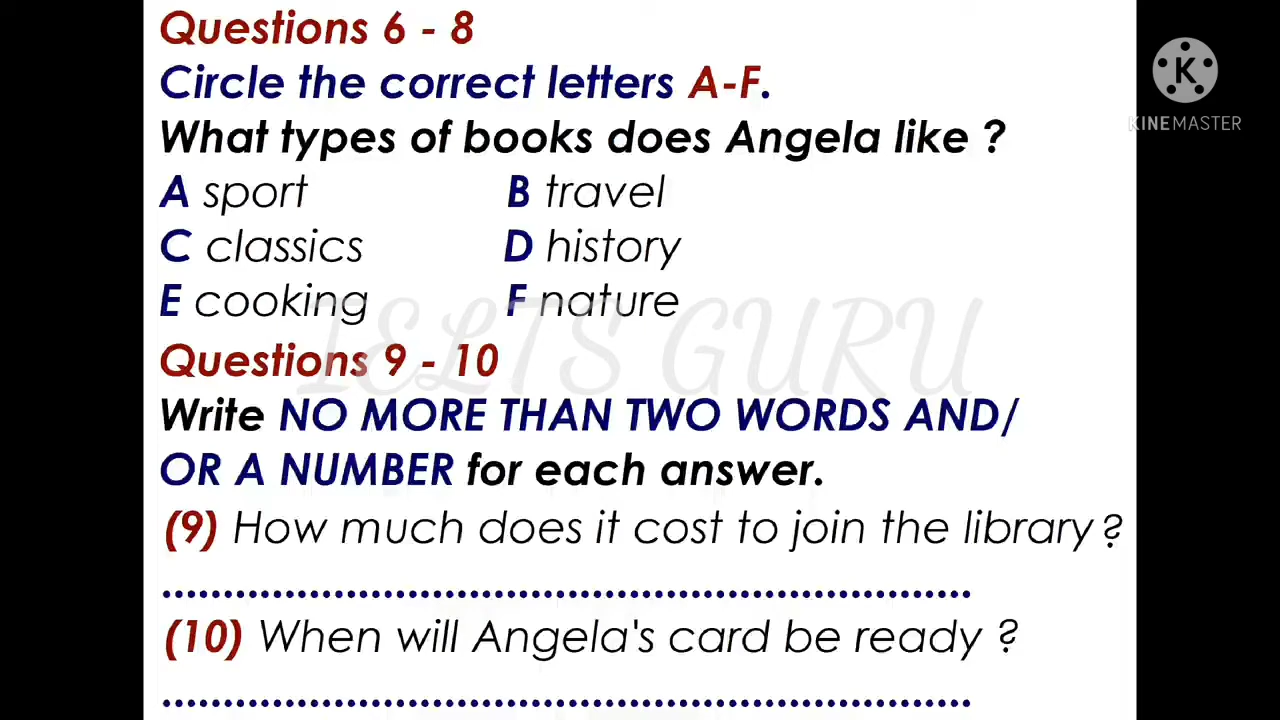 Questions 6 - 8
Circle the correct letters A-F.
What types of books does Angela like ?
A sport B travel
C classics D history
E cooking F nature
Questions 9 - 10
Write NO MORE THAN TWO WORDS AND/
OR A NUMBER for each answer.
(9) How much does it cost to join the library?
..................................................................
(10) When will Angela's card be ready ?
..................................................................
IELTS GURU
K
KINEMASTER